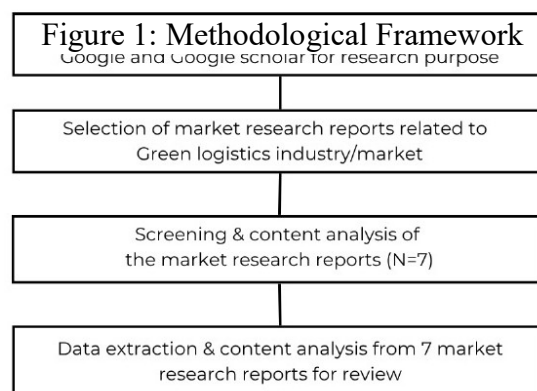 Figure 1: Methodological Framework
Google and Google scholar for research purpose
Selection of market research reports related to
Green logistics industry/market
Screening & content analysis of
the market research reports (N=7)
Data extraction & content analysis from 7 market
research reports for review